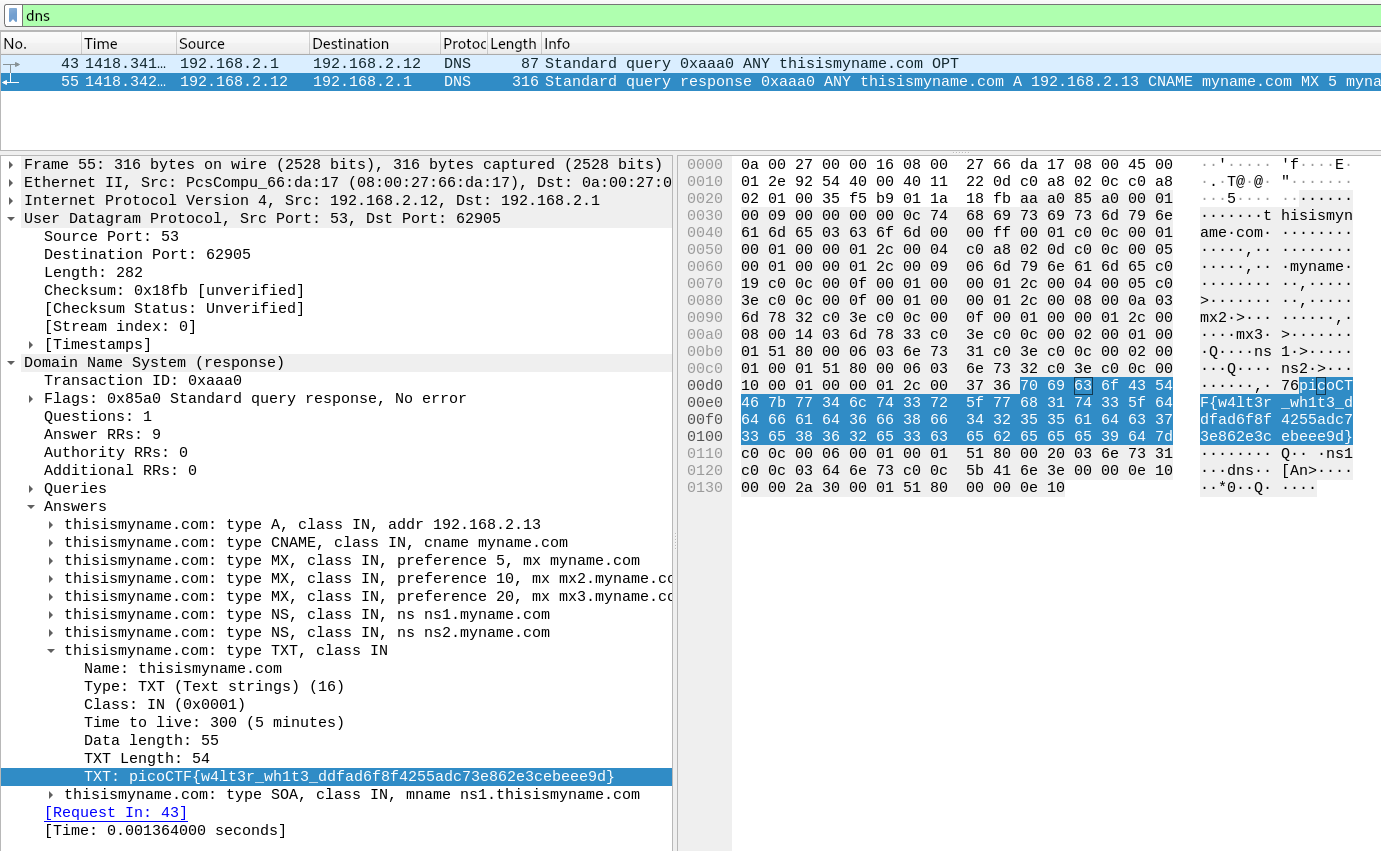 dns
No. Time Source Destination Protoc Length Info
43 1418.341… 192.168.2.1 192.168.2.12 DNS 87 Standard query 0xaaa0 ANY thisismyname.com OPT
55 1418.342… 192.168.2.12 192.168.2.1 DNS 316 Standard query response 0xaaa0 ANY thisismyname.com A 192.168.2.13 CNAME myname.com MX 5 myna
Frame 55: 316 bytes on wire (2528 bits), 316 bytes captured (2528 bits)
Ethernet II, Src: PcsCompu_66:da:17 (08:00:27:66:da:17), Dst: 0a:00:27:0
Internet Protocol Version 4, Src: 192.168.2.12, Dst: 192.168.2.1
User Datagram Protocol, Src Port: 53, Dst Port: 62905
Source Port: 53
Destination Port: 62905
Length: 282
Checksum: 0x18fb [unverified]
[Checksum Status: Unverified]
[Stream index: 0]
[Timestamps]
Domain Name System (response)
Transaction ID: 0xaaa0
Flags: 0x85a0 Standard query response, No error
Questions: 1
Answer RRs: 9
Authority RRs: 0
Additional RRs: 0
Queries
Answers
thisismyname.com: type A, class IN, addr 192.168.2.13
thisismyname.com: type CNAME, class IN, cname myname.com
thisismyname.com: type MX, class IN, preference 5, mx myname.com
thisismyname.com: type MX, class IN, preference 10, mx mx2.myname.co
thisismyname.com: type MX, class IN, preference 20, mx mx3.myname.co
thisismyname.com: type NS, class IN, ns ns1.myname.com
thisismyname.com: type NS, class IN, ns ns2.myname.com
thisismyname.com: type TXT, class IN
Name: thisismyname.com
Type: TXT (Text strings) (16)
Class: IN (0x0001)
Time to live: 300 (5 minutes)
Data length: 55
TXT Length: 54
TXT: picoCTF{w4lt3r_wh1t3_ddfad6f8f4255adc73e862e3cebeee9d}
thisismyname.com: type SOA, class IN, mname ns1.thisismyname.com
[Request In: 43]
[Time: 0.001364000 seconds]
0000 0a 00 27 00 00 16 08 00 27 66 da 17 08 00 45 00 ··'····· 'f····E·
0010 01 2e 92 54 40 00 40 11 22 0d c0 a8 02 0c c0 a8 ·.·T@·@· "·······
0020 02 01 00 35 f5 b9 01 1a 18 fb aa a0 85 a0 00 01 ···5···· ········
0030 00 09 00 00 00 00 0c 74 68 69 73 69 73 6d 79 6e ·······t hisismyn
0040 61 6d 65 03 63 6f 6d 00 00 ff 00 01 c0 0c 00 01 ame·com· ········
0050 00 01 00 00 01 2c 00 04 c0 a8 02 0d c0 0c 00 05 ·····,·· ········
0060 00 01 00 00 01 2c 00 09 06 6d 79 6e 61 6d 65 c0 ·····,·· ·myname·
0070 19 c0 0c 00 0f 00 01 00 00 01 2c 00 04 00 05 c0 ········ ··,·····
0080 3e c0 0c 00 0f 00 01 00 00 01 2c 00 08 00 0a 03 >······· ··,·····
0090 6d 78 32 c0 3e c0 0c 00 0f 00 01 00 00 01 2c 00 mx2·>··· ······,·
00a0 08 00 14 03 6d 78 33 c0 3e c0 0c 00 02 00 01 00 ····mx3· >·······
00b0 01 51 80 00 06 03 6e 73 31 c0 3e c0 0c 00 02 00 ·Q····ns 1·>·····
00c0 01 00 01 51 80 00 06 03 6e 73 32 c0 3e c0 0c 00 ···Q···· ns2·>···
00d0 10 00 01 00 00 01 2c 00 37 36 70 69 63 6f 43 54 ······,· 76picoCT
00e0 46 7b 77 34 6c 74 33 72 5f 77 68 31 74 33 5f 64 F{w4lt3r _wh1t3_d
00f0 64 66 61 64 36 66 38 66 34 32 35 35 61 64 63 37 dfad6f8f 4255adc7
0100 33 65 38 36 32 65 33 63 65 62 65 65 65 39 64 7d 3e862e3c ebeee9d}
0110 c0 0c 00 06 00 01 00 01 51 80 00 20 03 6e 73 31 ········ Q·· ·ns1
0120 c0 0c 03 64 6e 73 c0 0c 5b 41 6e 3e 00 00 0e 10 ···dns·· [An>····
0130 00 00 2a 30 00 01 51 80 00 00 0e 10 ··*0··Q· ····